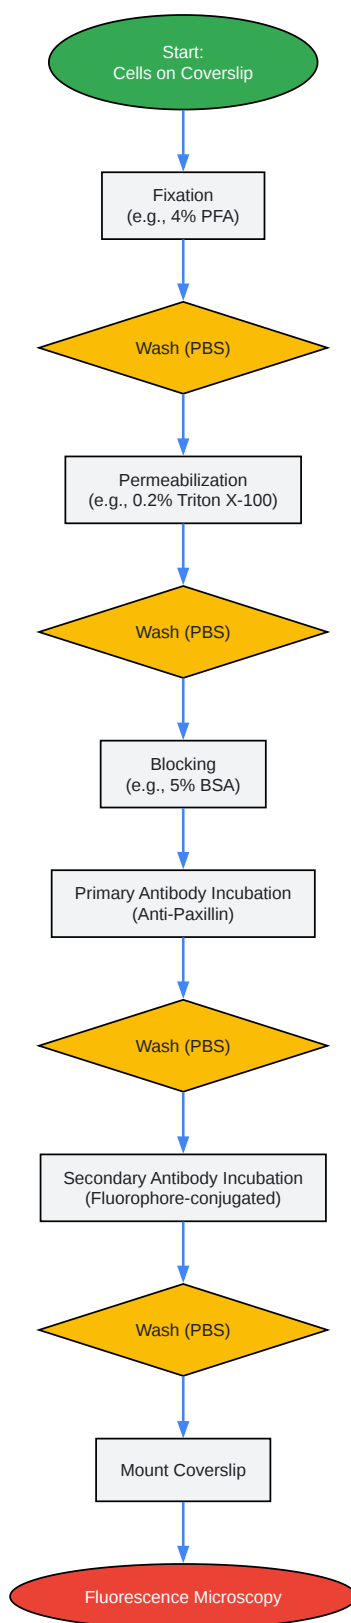 Start:
Cells on Coverslip
Fixation
(e.g., 4% PFA)
Wash (PBS)
Permeabilization
(e.g., 0.2% Triton X-100)
Wash (PBS)
Blocking
(e.g., 5% BSA)
Primary Antibody Incubation
(Anti-Paxillin)
Wash (PBS)
Secondary Antibody Incubation
(Fluorophore-conjugated)
Wash (PBS)
Mount Coverslip
Fluorescence Microscopy